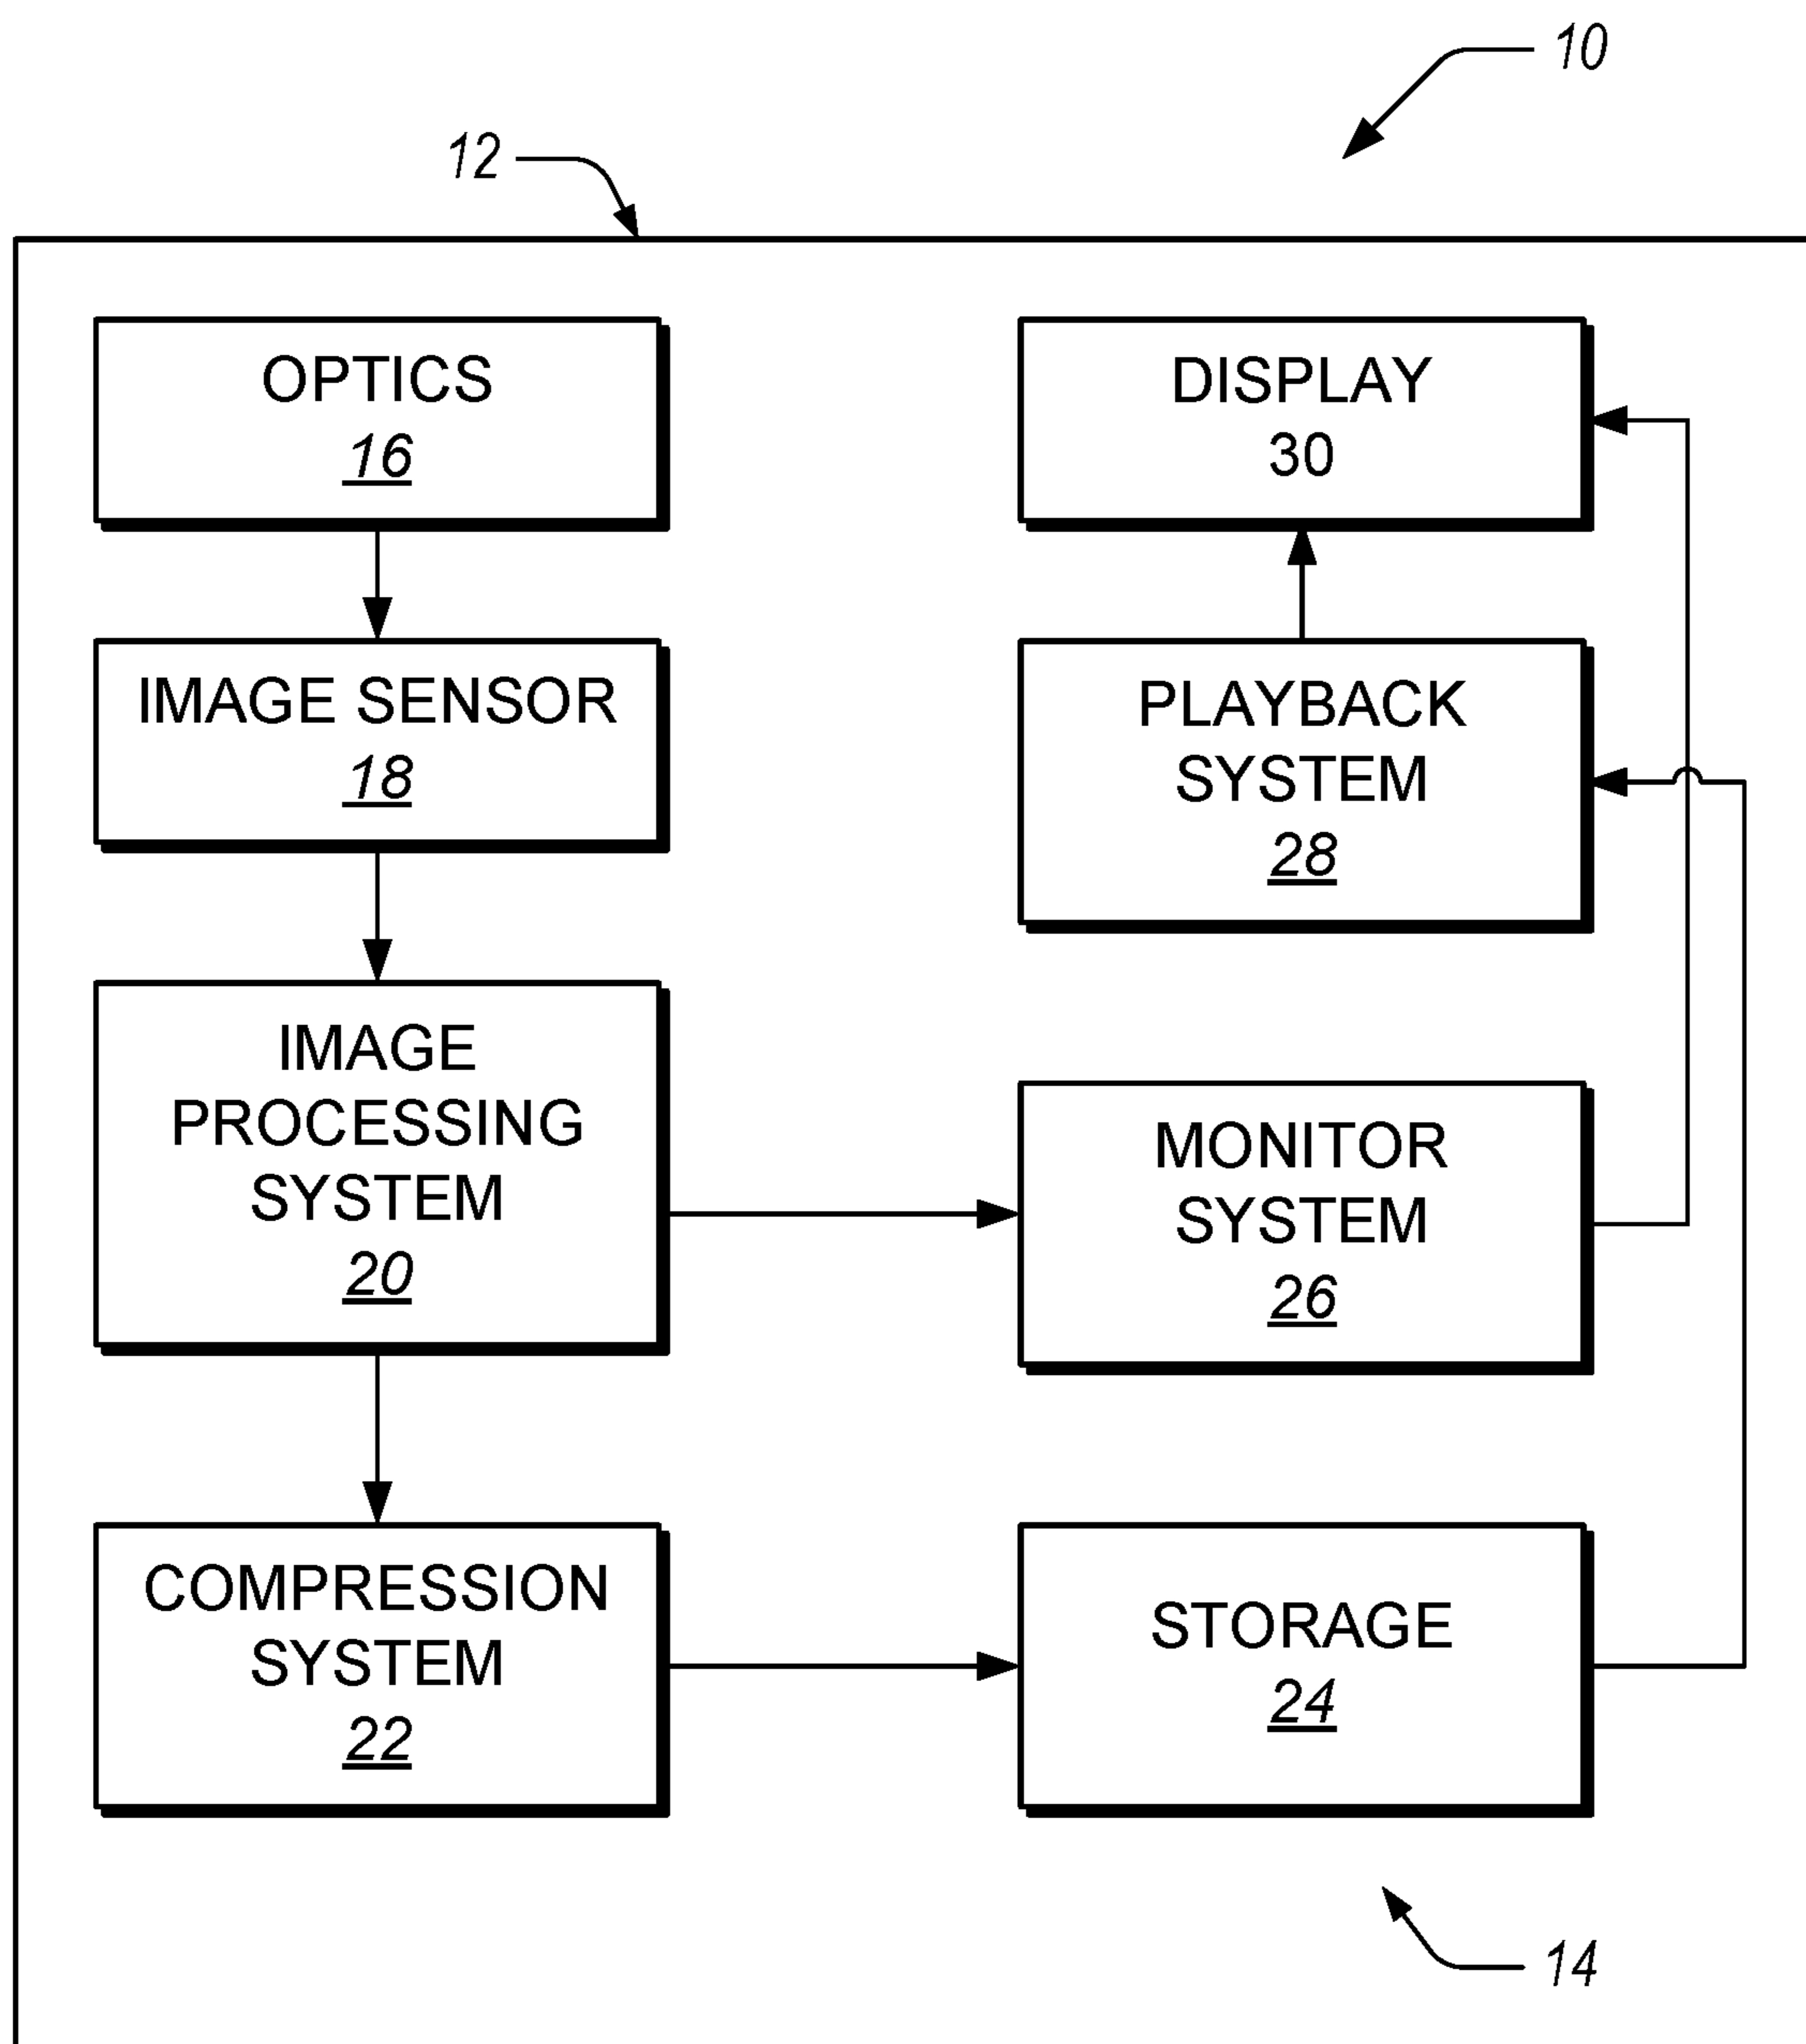 10
12
OPTICS
16
IMAGE SENSOR
18
IMAGE
PROCESSING
SYSTEM
20
COMPRESSION
SYSTEM
22
DISPLAY
30
PLAYBACK
SYSTEM
28
MONITOR
SYSTEM
26
STORAGE
24
14